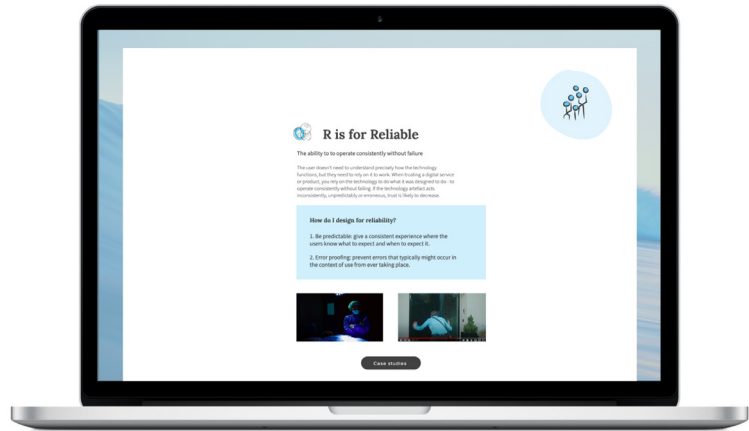 R is for Reliable
The ability to to operate consistently without failure
The user doesn't need to understand precisely how the technology
functions, but they need to rely on it to work. When trusting a digital service
or product, you rely on the technology to do what it was designed to do - to
operate consistently without failing. If the technology artefact acts
inconsistently, unpredictably or erroneous, trust is likely to decrease.
How do I design for reliability?
1. Be predictable: give a consistent experience where the
users know what to expect and when to expect it.
2. Error proofing: prevent errors that typically might occur in
the context of use from ever taking place.
Case studies